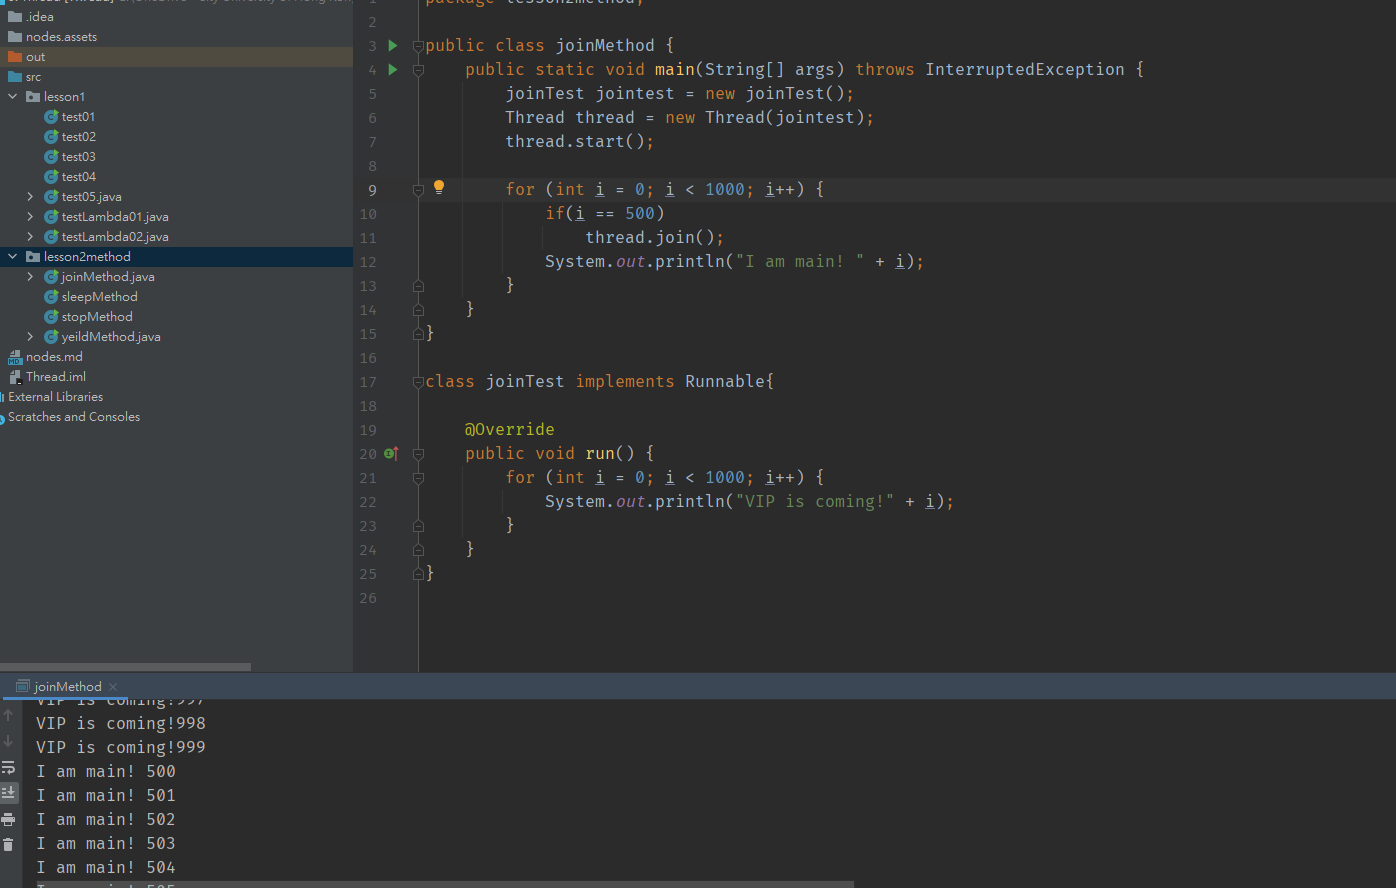 .idea
nodes.assets
out
src
lesson1
test01
test02
test03
test04
test05.java
testLambda01.java
testLambda02.java
lesson2method
joinMethod.java
sleepMethod
stopMethod
yeildMethod.java
nodes.md
Thread.iml
External Libraries
Scratches and Consoles
2
3 public class joinMethod {
4 public static void main(String[] args) throws InterruptedException {
5 joinTest jointest = new joinTest();
6 Thread thread = new Thread(jointest);
7 thread.start();
8
9 for (int i = 0; i < 1000; i++) {
10 if(i == 500)
11 thread.join();
12 System.out.println("I am main! " + i);
13 }
14 }
15 }
16
17 class joinTest implements Runnable{
18
19 @Override
20 public void run() {
21 for (int i = 0; i < 1000; i++) {
22 System.out.println("VIP is coming!" + i);
23 }
24 }
25 }
26
joinMethod
VIP is coming!997
VIP is coming!998
VIP is coming!999
I am main! 500
I am main! 501
I am main! 502
I am main! 503
I am main! 504